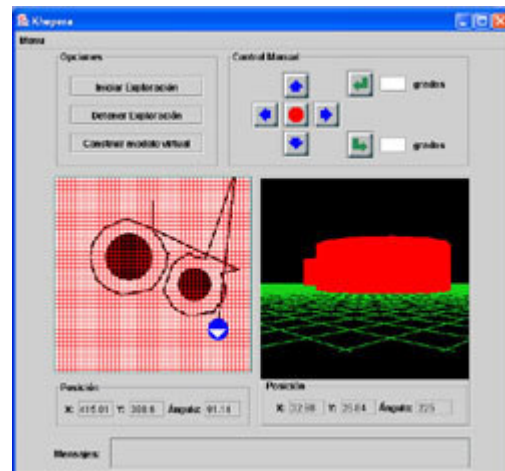 Khepera
Menu
Opciones
Control Manual
Iniciar Exploración
grados
Detener Exploración
Construir modelo virtual
grados
Posición
X: Y: Ángulo:
Posición
X: Y: Ángulo: 225
Mensajes: